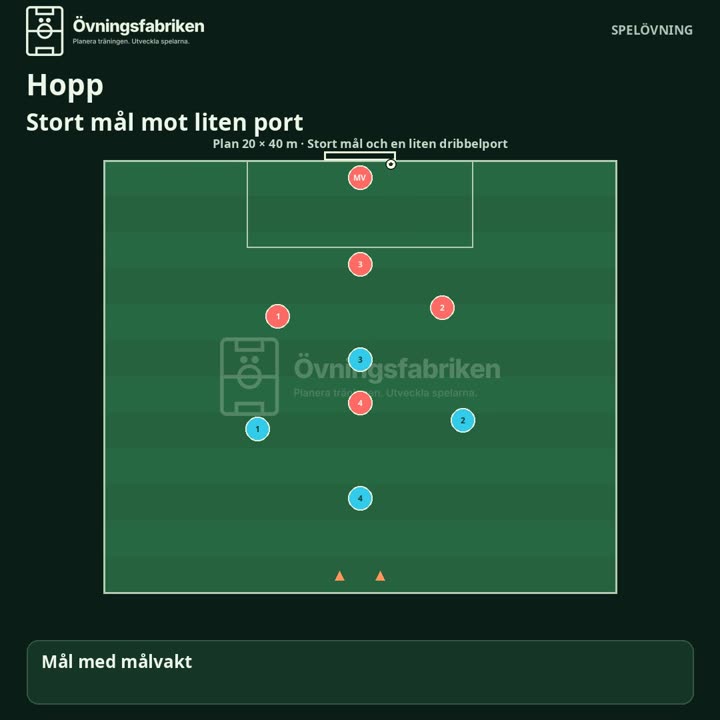 Övningsfabriken
Planera träningen. Utveckla spelarna.
SPELÖVNING
Hopp
Stort mål mot liten port
Plan 20 × 40 m · Stort mål och en liten dribbelport
MV
3
1
2
3
Övningsfabriken
Planera träningen. Utveckla spelarna.
4
1
2
4
Mål med målvakt